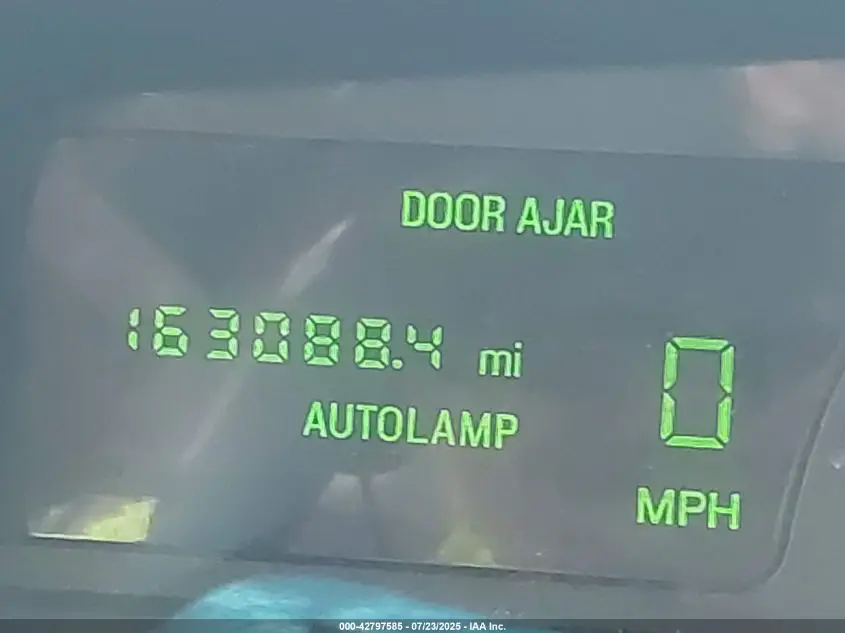 DOOR AJAR
163088.4 mi
0
AUTOLAMP
MPH
000-42797585 - 07/23/2025 - IAA Inc.